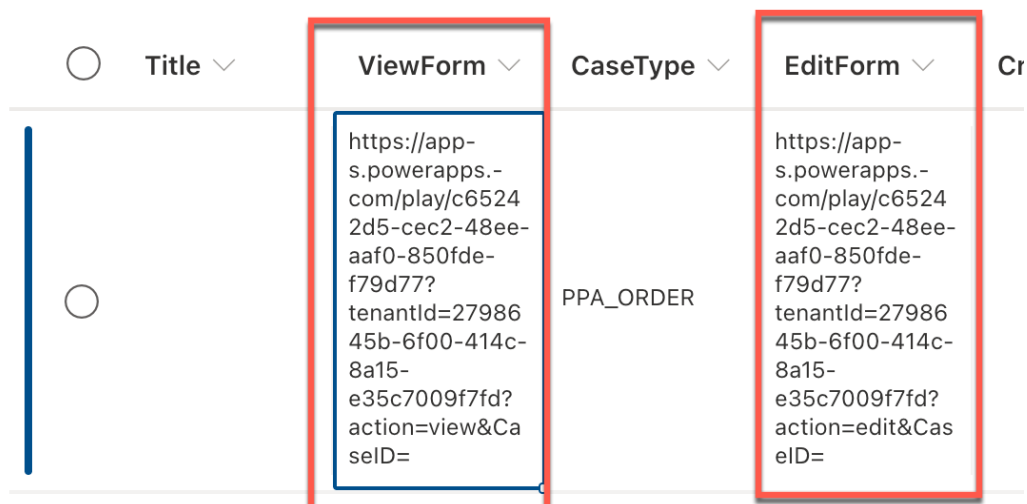 Title
ViewForm
CaseType
EditForm
Cr
https://app-
s.powerapps.-
com/play/c6524
2d5-cec2-48ee-
aaf0-850fde-
f79d77?
tenantId=27986
45b-6f00-414c-
8a15-
e35c7009f7fd?
action=view&Ca
seID=
PPA_ORDER
https://app-
s.powerapps.-
com/play/c6524
2d5-cec2-48ee-
aaf0-850fde-
f79d77?
tenantId=27986
45b-6f00-414c-
8a15-
e35c7009f7fd?
action=edit&Cas
eID=